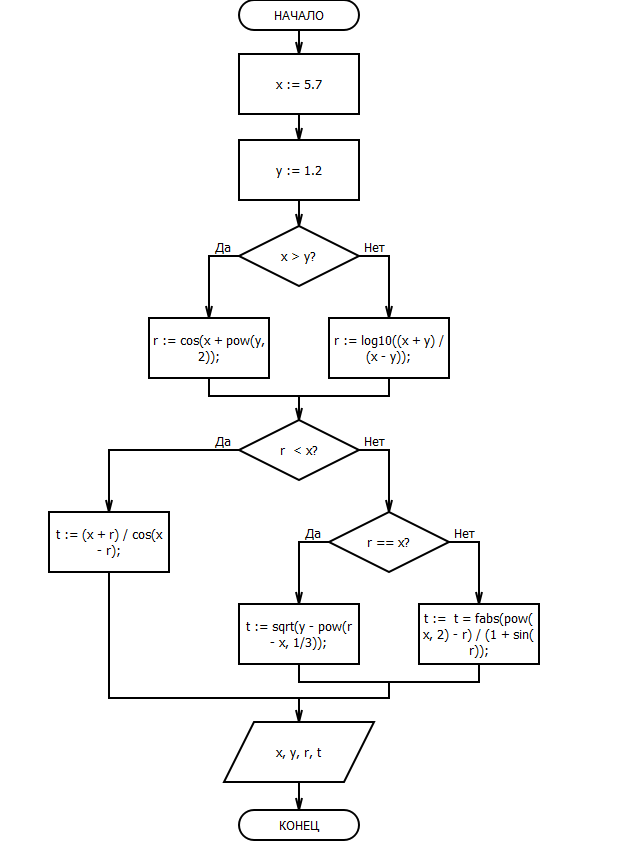 НАЧАЛО
x := 5.7
y := 1.2
x > y?
Да
Нет
r := cos(x + pow(y,
2));
r := log10((x + y) /
(x - y));
r  < x?
Да
Нет
t := (x + r) / cos(x
- r);
r == x?
Да
Нет
t := sqrt(y - pow(r
- x, 1/3));
t :=  t = fabs(pow(
x, 2) - r) / (1 + sin(
r));
x, y, r, t
КОНЕЦ